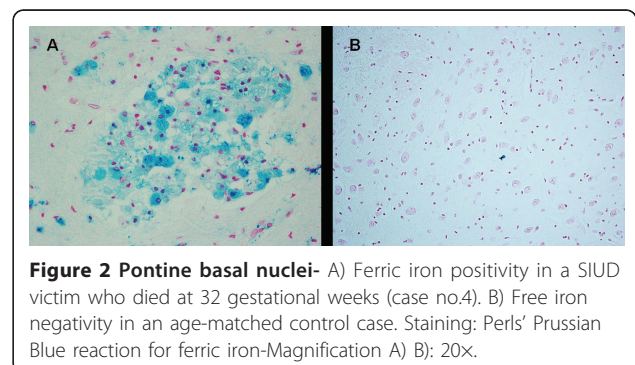 A
B
Figure 2 Pontine basal nuclei- A) Ferric iron positivity in a SIUD
victim who died at 32 gestational weeks (case no.4). B) Free iron
negativity in an age-matched control case. Staining: Perls’ Prussian
Blue reaction for ferric iron-Magnification A) B): 20×.